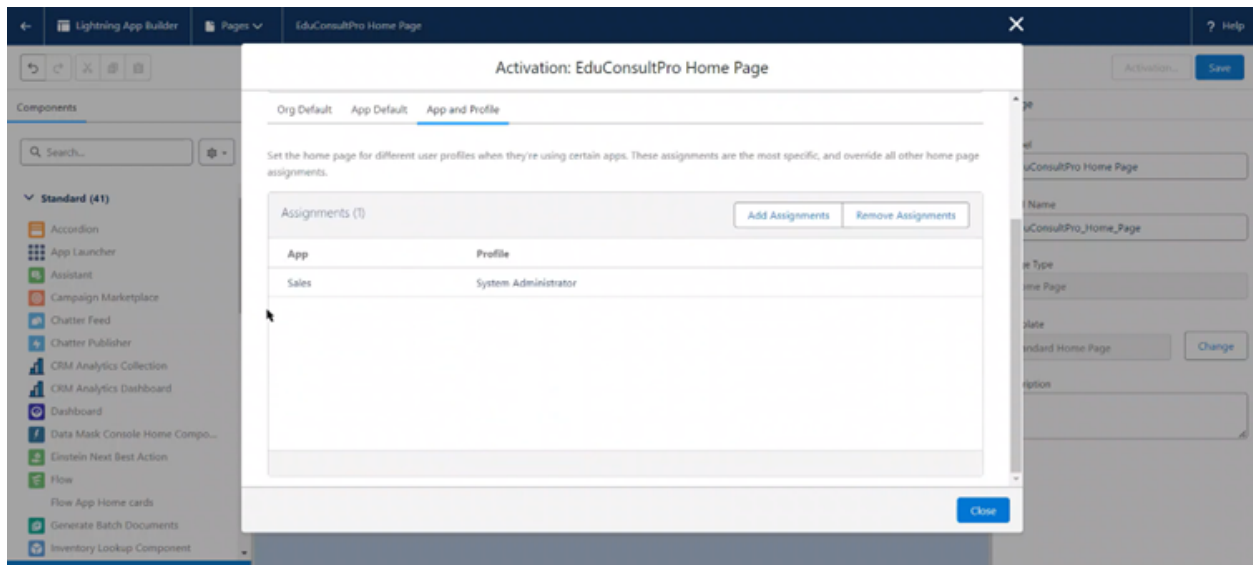 Lightning App Builder
Pages
EduConsultPro Home Page
? Help
Activation: EduConsultPro Home Page
Activation...
Save
Components
Org Default
App Default
App and Profile
Search...
Set the home page for different user profiles when they're using certain apps. These assignments are the most specific, and override all other home page
assignments.
uConsultPro Home Page
Standard (41)
Assignments (1)
Add Assignments
Remove Assignments
Name
uConsultPro_Home_Page
Accordion
App Launcher
App
Profile
Assistant
Sales
System Administrator
Type
me Page
Campaign Marketplace
Chatter Feed
Chatter Publisher
plate
ndard Home Page
Change
CRM Analytics Collection
CRM Analytics Dashboard
ription
Dashboard
Data Mask Console Home Compo...
Einstein Next Best Action
Flow
Flow App Home cards
Close
Generate Batch Documents
Inventory Lookup Component